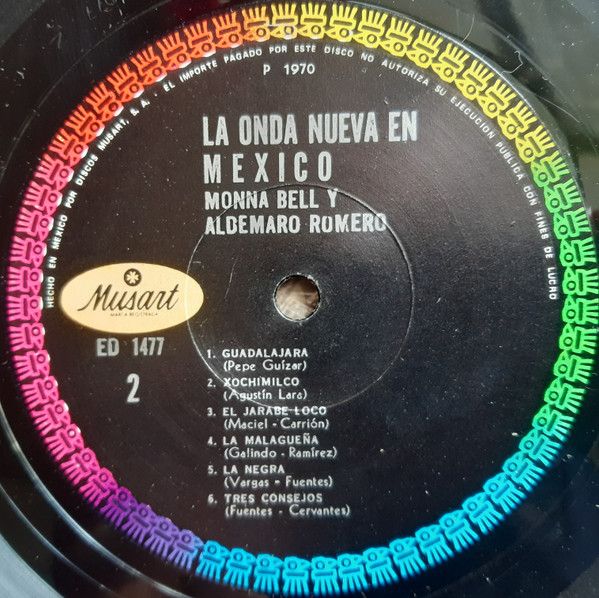 HECHO EN MEXICO POR DISCOS MUSART, S. A. EL IMPORTE PAGADO POR ESTE DISCO NO AUTORIZA SU EJECUCION PUBLICA CON FINES DE LUCRO
P 1970
LA ONDA NUEVA EN
MEXICO
MONNA BELL Y
ALDEMARO ROMERO
Musart
MARCA REGISTRADA
ED 1477
2
1. GUADALAJARA
(Pepe Guízar)
2. XOCHIMILCO
(Agustín Lara)
3. EL JARABE LOCO
(Maciel - Carrión)
4. LA MALAGUEÑA
(Galindo - Ramírez)
5. LA NEGRA
(Vargas - Fuentes)
6. TRES CONSEJOS
(Fuentes - Cervantes)